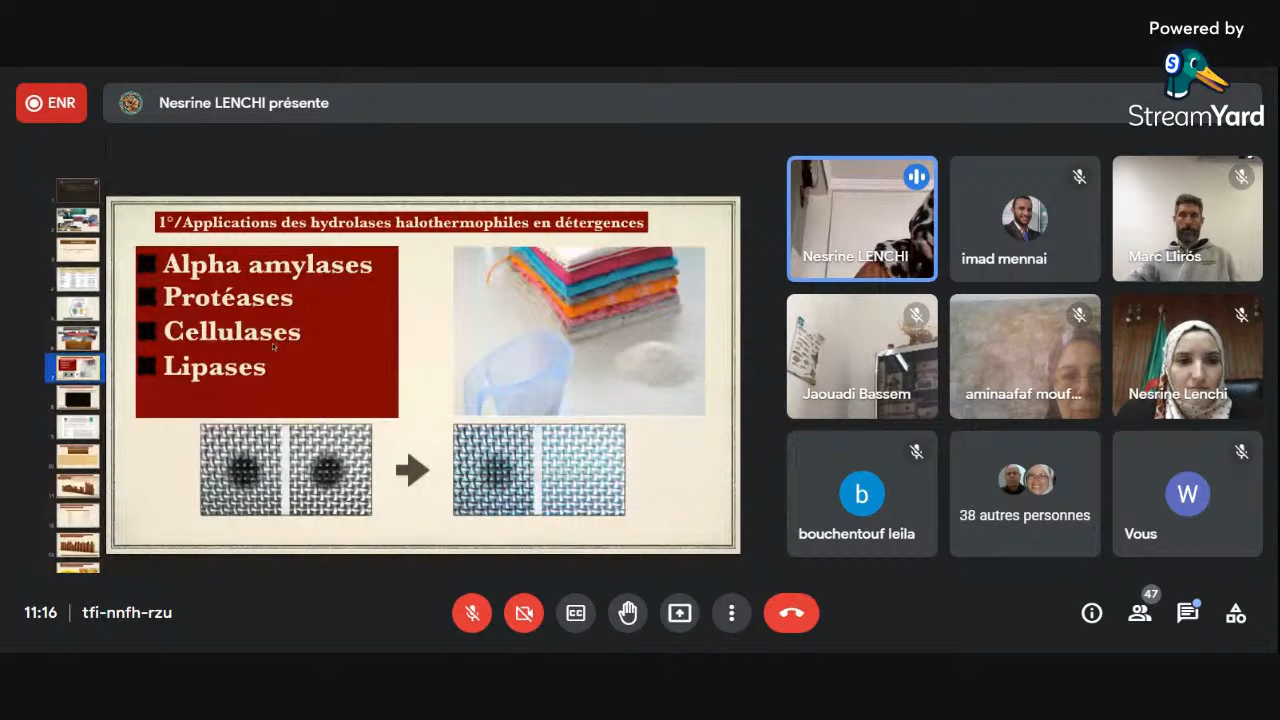 Powered by
StreamYard
ENR
Nesrine LENCHI présente
1°/Applications des hydrolases halothermophiles en détergences
Alpha amylases
Protéases
Cellulases
Lipases
Nesrine LENCHI
imad mennai
Marc Llirós
Jaouadi Bassem
aminaafaf mouf...
Nesrine Lenchi
b
bouchentouf leila
38 autres personnes
W
Vous
11:16
tfi-nnfh-rzu
CC
47